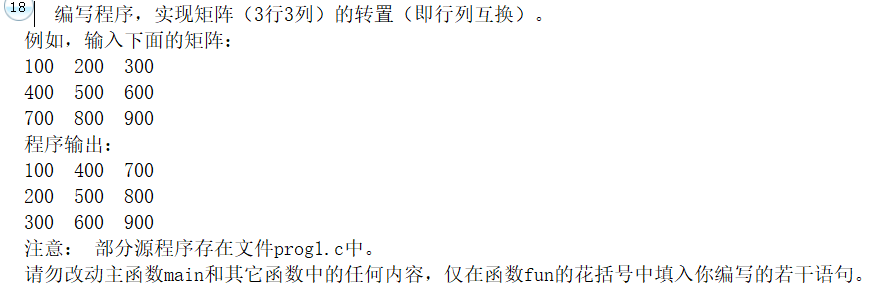 18 编写程序，实现矩阵（3行3列）的转置（即行列互换）。
例如，输入下面的矩阵：
100 200 300
400 500 600
700 800 900
程序输出：
100 400 700
200 500 800
300 600 900
注意： 部分源程序存在文件prog1.c中。
请勿改动主函数main和其它函数中的任何内容，仅在函数fun的花括号中填入你编写的若干语句。